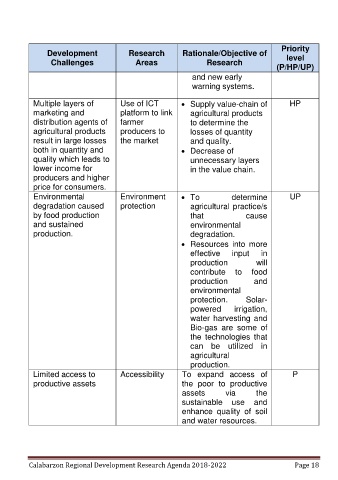 Development Challenges
Research Areas
Rationale/Objective of Research
Priority level (P/HP/UP)
and new early
warning systems.
Multiple layers of
marketing and
distribution agents of
agricultural products
result in large losses
both in quantity and
quality which leads to
lower income for
producers and higher
price for consumers.
Use of ICT
platform to link
farmer
producers to
the market
• Supply value-chain of
agricultural products
to determine the
losses of quantity
and quality.
• Decrease of
unnecessary layers
in the value chain.
HP
Environmental
degradation caused
by food production
and sustained
production.
Environment
protection
• To determine
agricultural practice/s
that cause
environmental
degradation.
• Resources into more
effective input in
production will
contribute to food
production and
environmental
protection. Solar-
powered irrigation,
water harvesting and
Bio-gas are some of
the technologies that
can be utilized in
agricultural
production.
UP
Limited access to
productive assets
Accessibility
To expand access of
the poor to productive
assets via the
sustainable use and
enhance quality of soil
and water resources.
P
Calabarzon Regional Development Research Agenda 2018-2022 Page 18